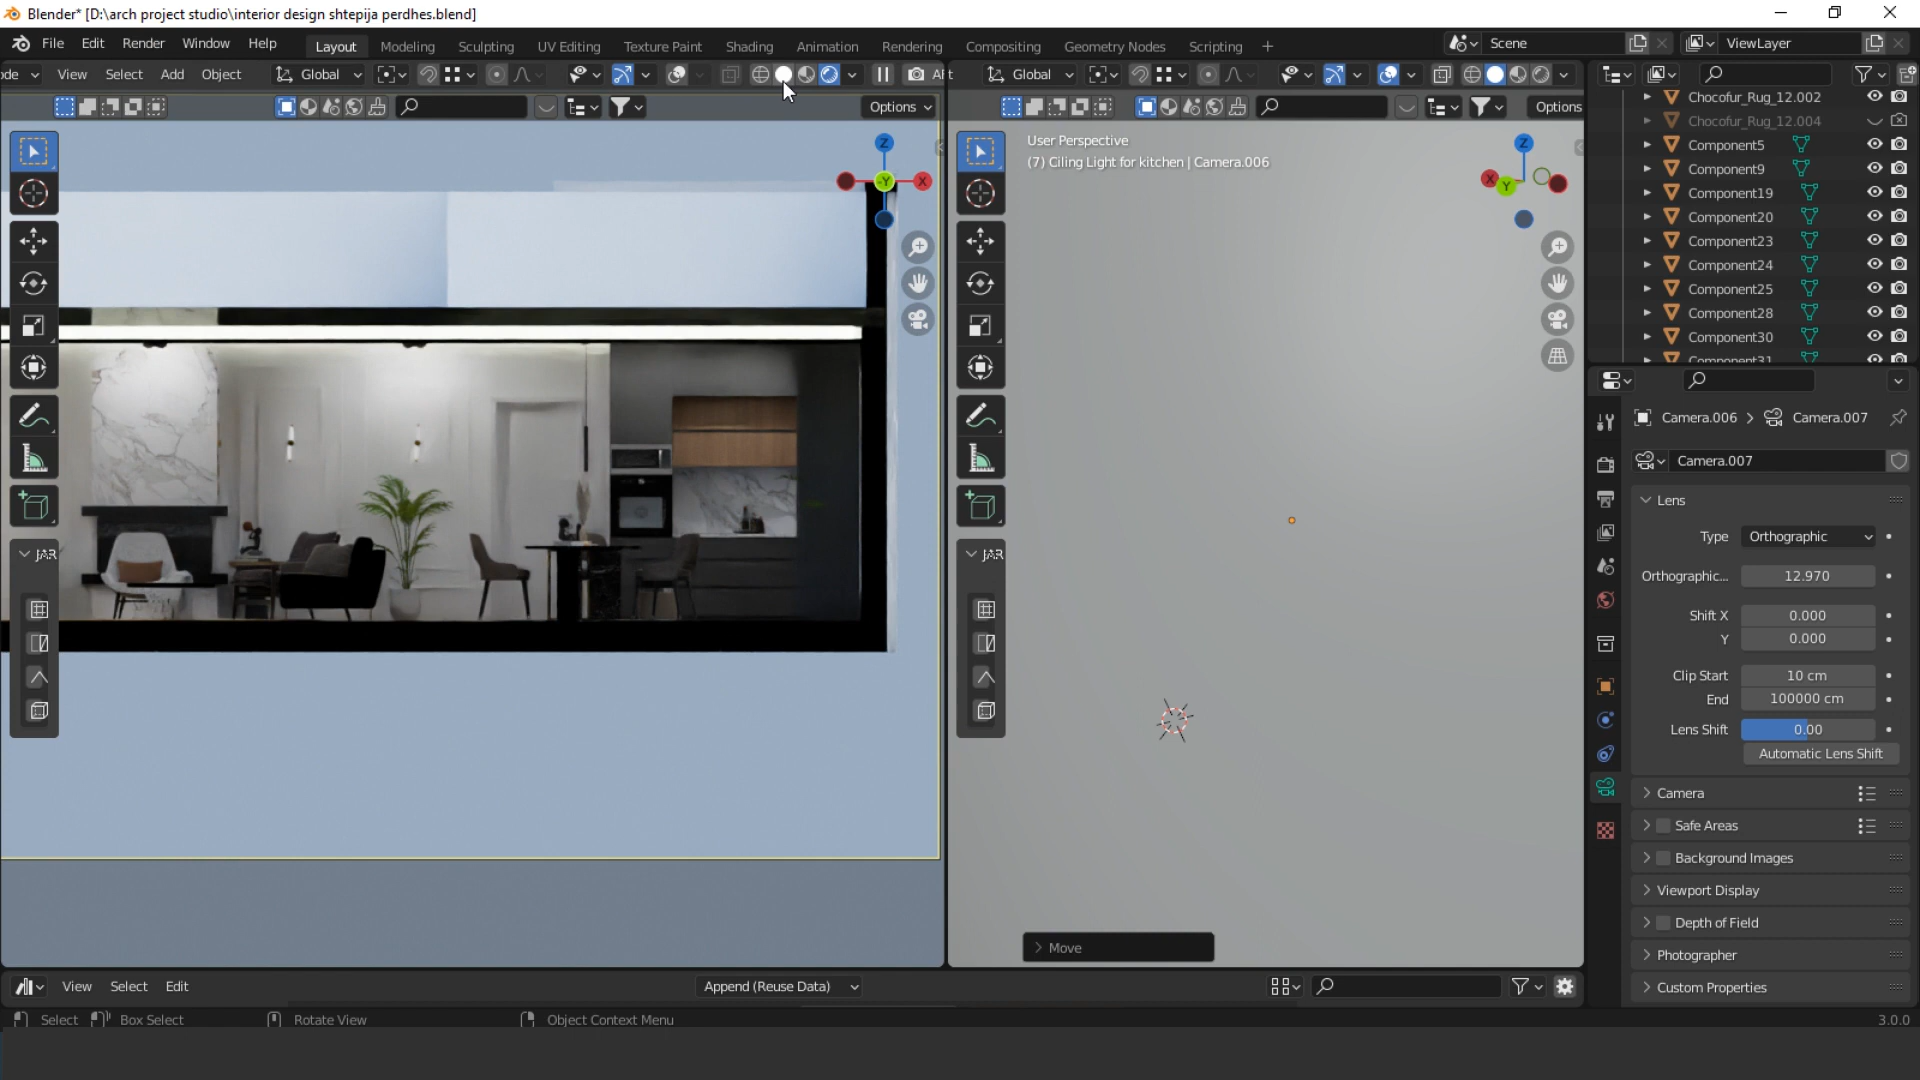 Blender* [D:\arch project studio\interior design shtepija perdhes.blend]
File Edit Render Window Help Layout Modeling Sculpting UV Editing Texture Paint Shading Animation Rendering Compositing Geometry Nodes Scripting + Scene ViewLayer
ode View Select Add Object Global
Global
Options
Options
User Perspective
(7) Ciling Light for kitchen | Camera.006
Z
X
-Y
Z
X
Y
JAR
JAR
Move
Chocofur_Rug_12.002
Chocofur_Rug_12.004
Component5
Component9
Component19
Component20
Component23
Component24
Component25
Component28
Component30
Component31
Camera.006 > Camera.007
Camera.007
Lens
Type Orthographic
Orthographic... 12.970
Shift X 0.000
Y 0.000
Clip Start 10 cm
End 100000 cm
Lens Shift 0.00
Automatic Lens Shift
Camera
Safe Areas
Background Images
Viewport Display
Depth of Field
Photographer
Custom Properties
View Select Edit Append (Reuse Data)
Select Box Select Rotate View Object Context Menu 3.0.0